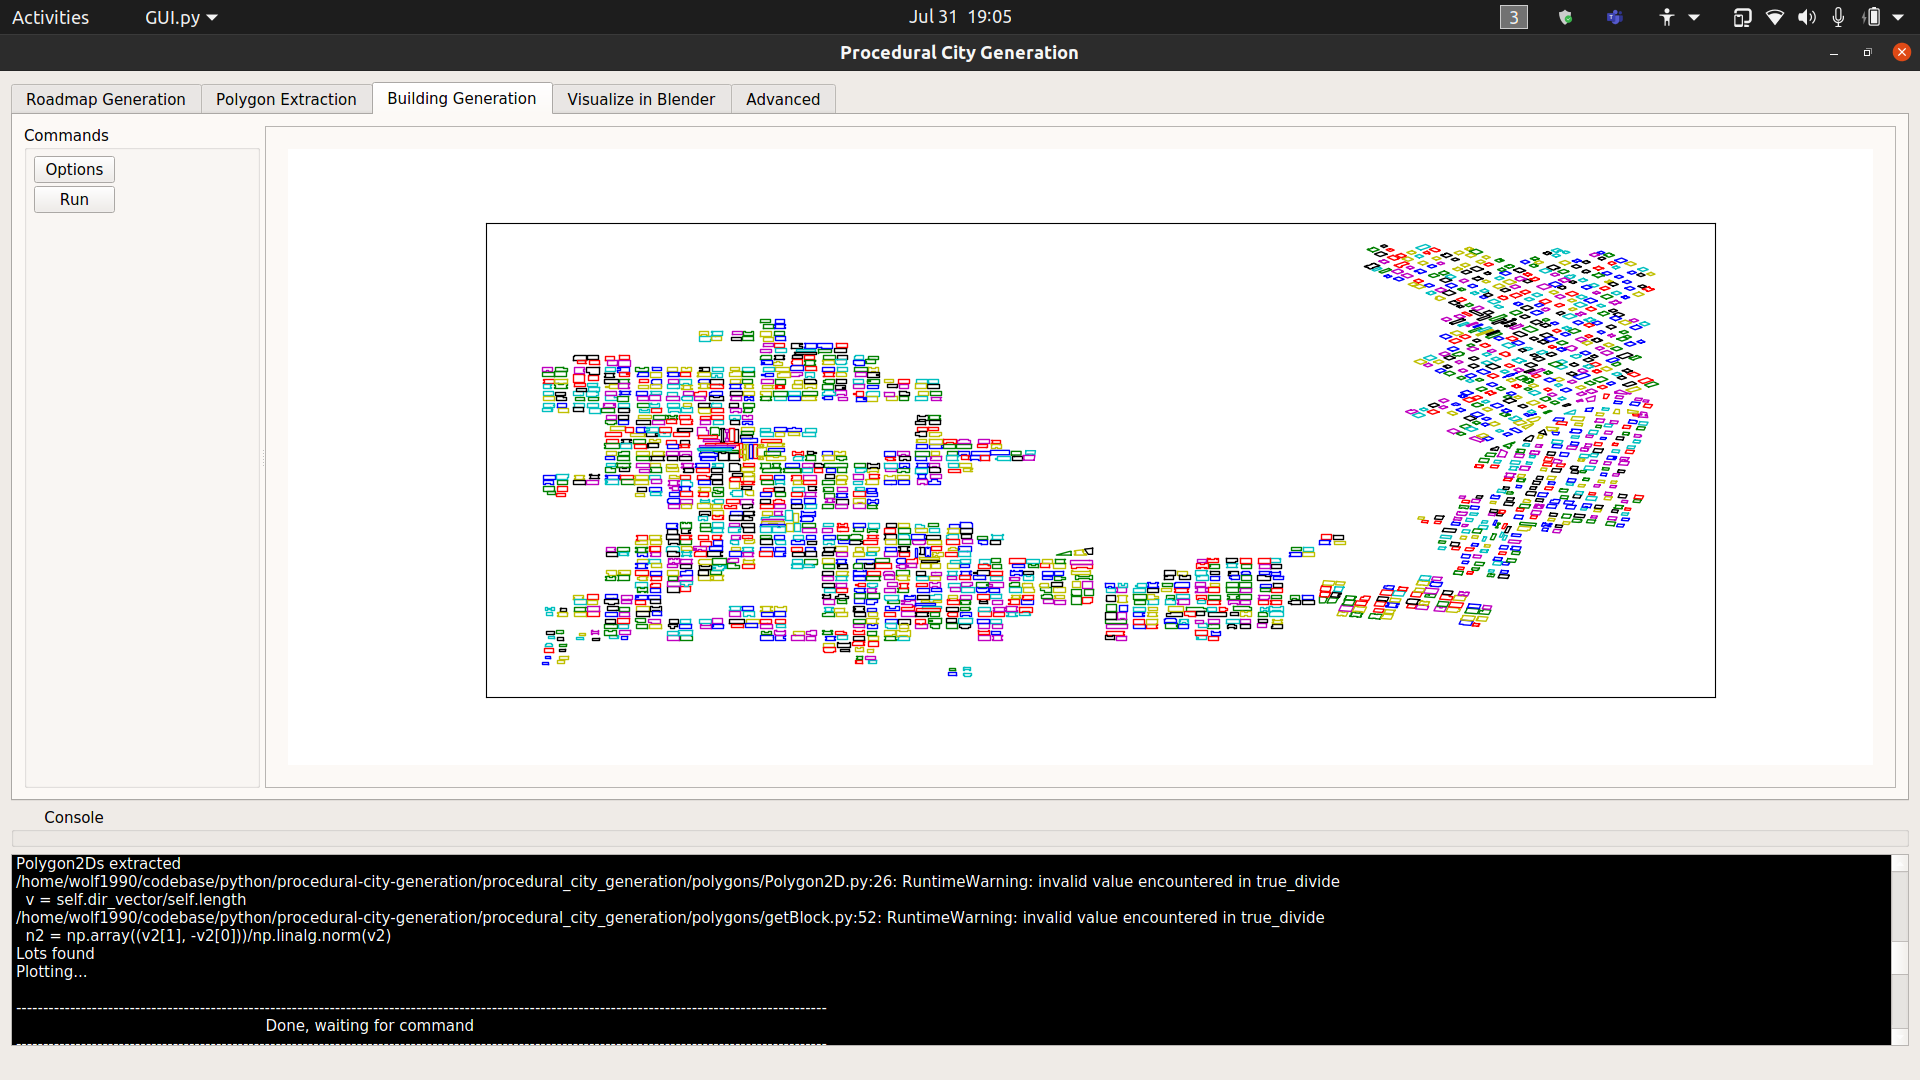 Activities GUI.py Jul 31 19:05 3
Procedural City Generation
Roadmap Generation Polygon Extraction Building Generation Visualize in Blender Advanced
Commands
Options
Run
Console
Polygon2Ds extracted
/home/wolf1990/codebase/python/procedural-city-generation/procedural_city_generation/polygons/Polygon2D.py:26: RuntimeWarning: invalid value encountered in true_divide
v = self.dir_vector/self.length
/home/wolf1990/codebase/python/procedural-city-generation/procedural_city_generation/polygons/getBlock.py:52: RuntimeWarning: invalid value encountered in true_divide
n2 = np.array((v2[1], -v2[0]))/np.linalg.norm(v2)
Lots found
Plotting...
Done, waiting for command